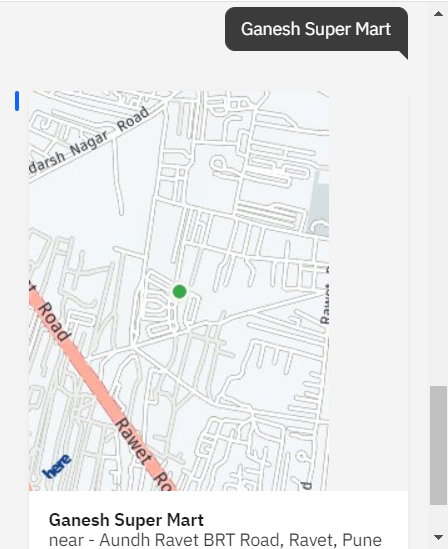 Ganesh Super Mart
darsh Nagar Road
Road
Rawet
here
Ganesh Super Mart
near - Aundh Ravet BRT Road, Ravet, Pune